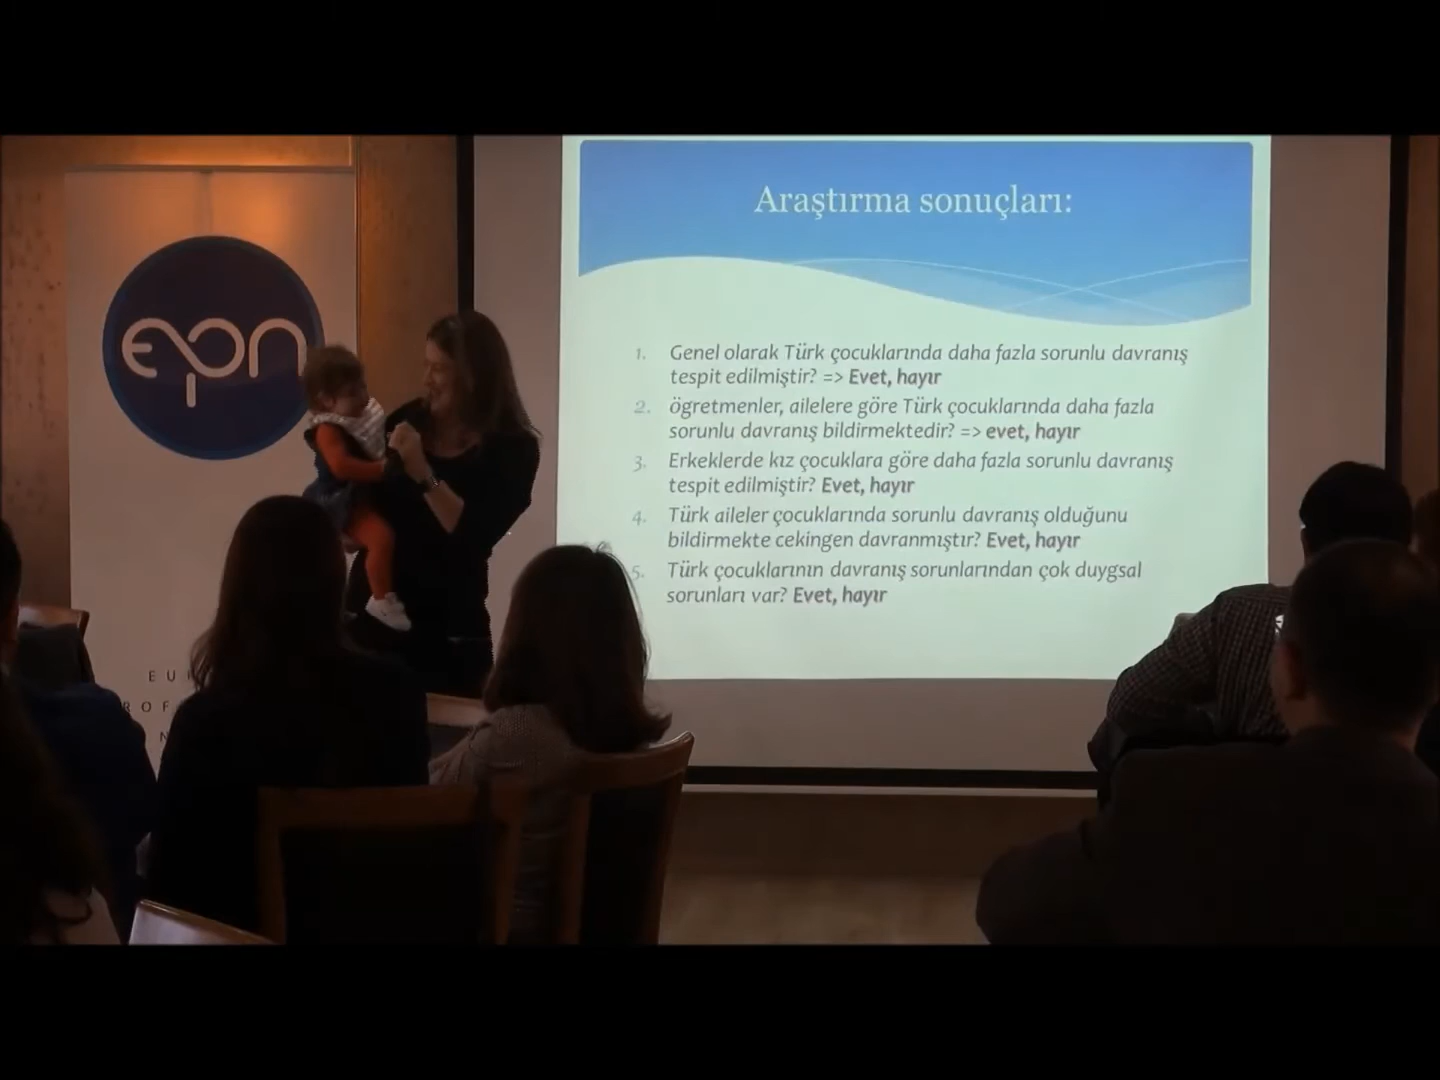 epn
EU
ROF
N
Araştırma sonuçları:
1. Genel olarak Türk çocuklarında daha fazla sorunlu davranış
tespit edilmiştir? => Evet, hayır
2. ögretmenler, ailelere göre Türk çocuklarında daha fazla
sorunlu davranış bildirmektedir? => evet, hayır
3. Erkeklerde kız çocuklara göre daha fazla sorunlu davranış
tespit edilmiştir? Evet, hayır
4. Türk aileler çocuklarında sorunlu davranış olduğunu
bildirmekte cekingen davranmıştır? Evet, hayır
5. Türk çocuklarının davranış sorunlarından çok duygsal
sorunları var? Evet, hayır